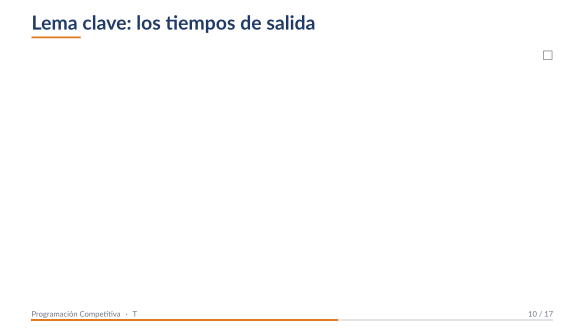 Lema clave: los tiempos de salida
□
Programación Competitiva · T
10 / 17